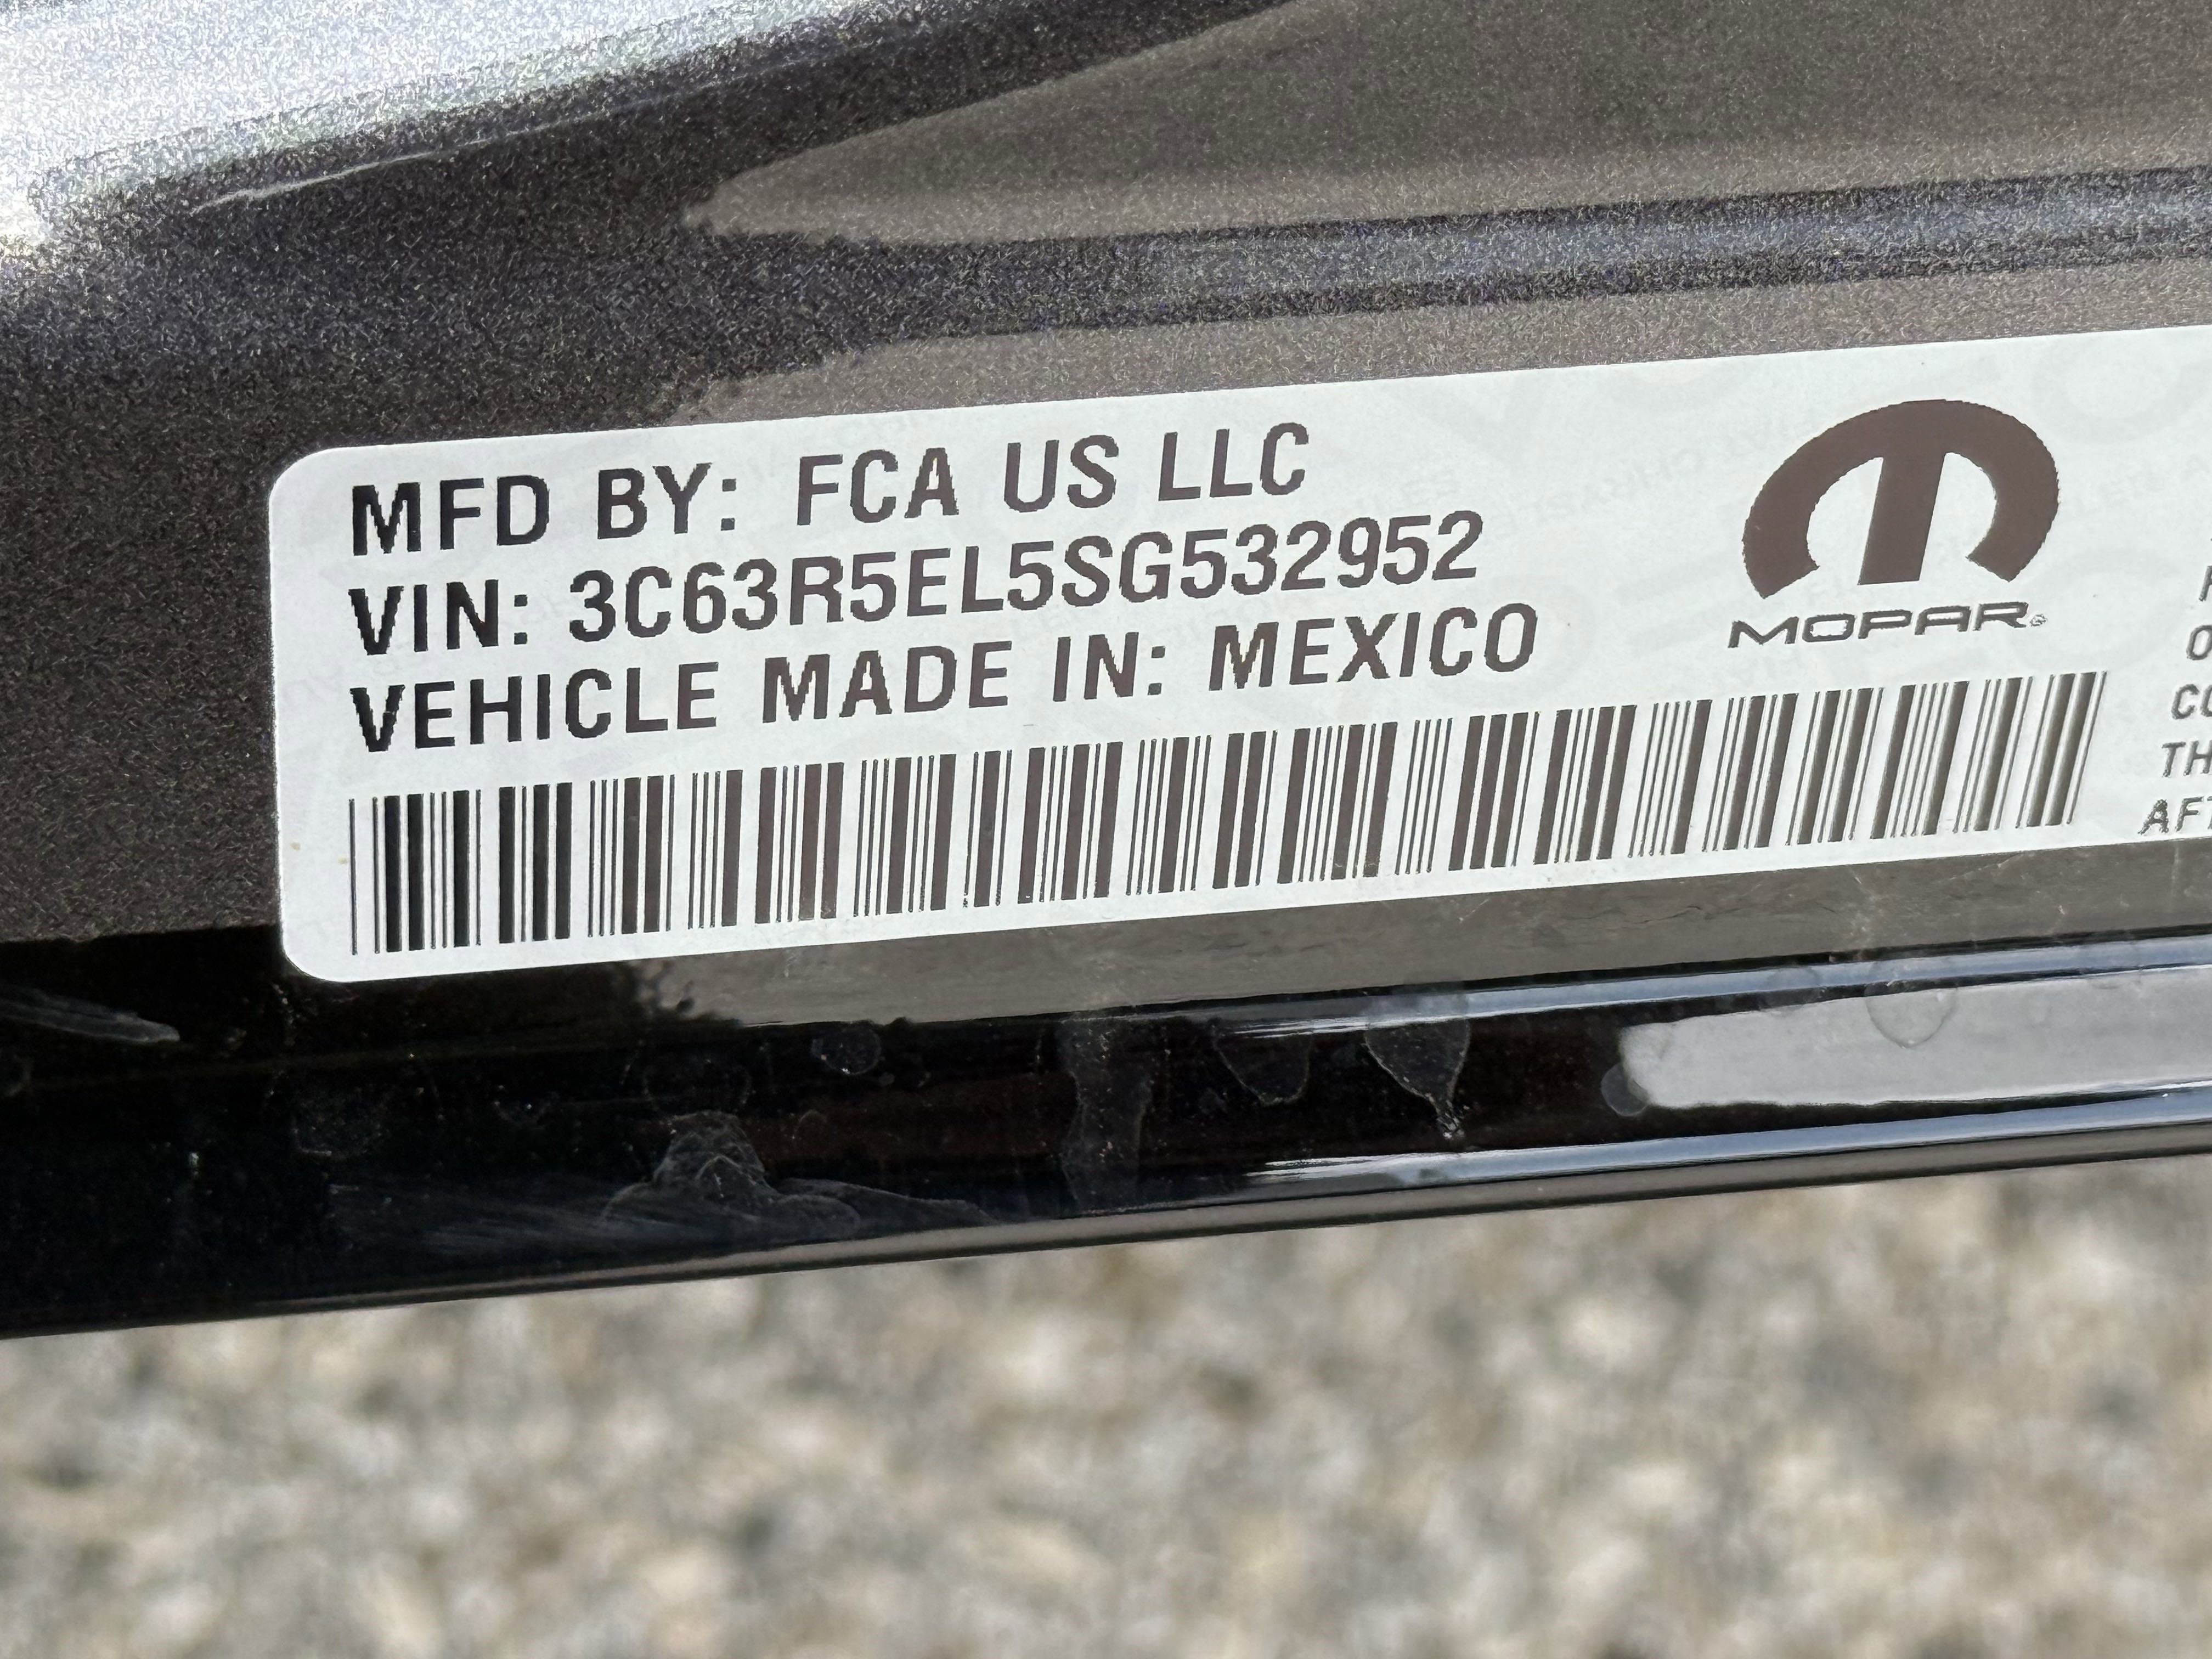 MFD BY: FCA US LLC
VIN: 3C63R5EL5SG532952
VEHICLE MADE IN: MEXICO
MOPAR